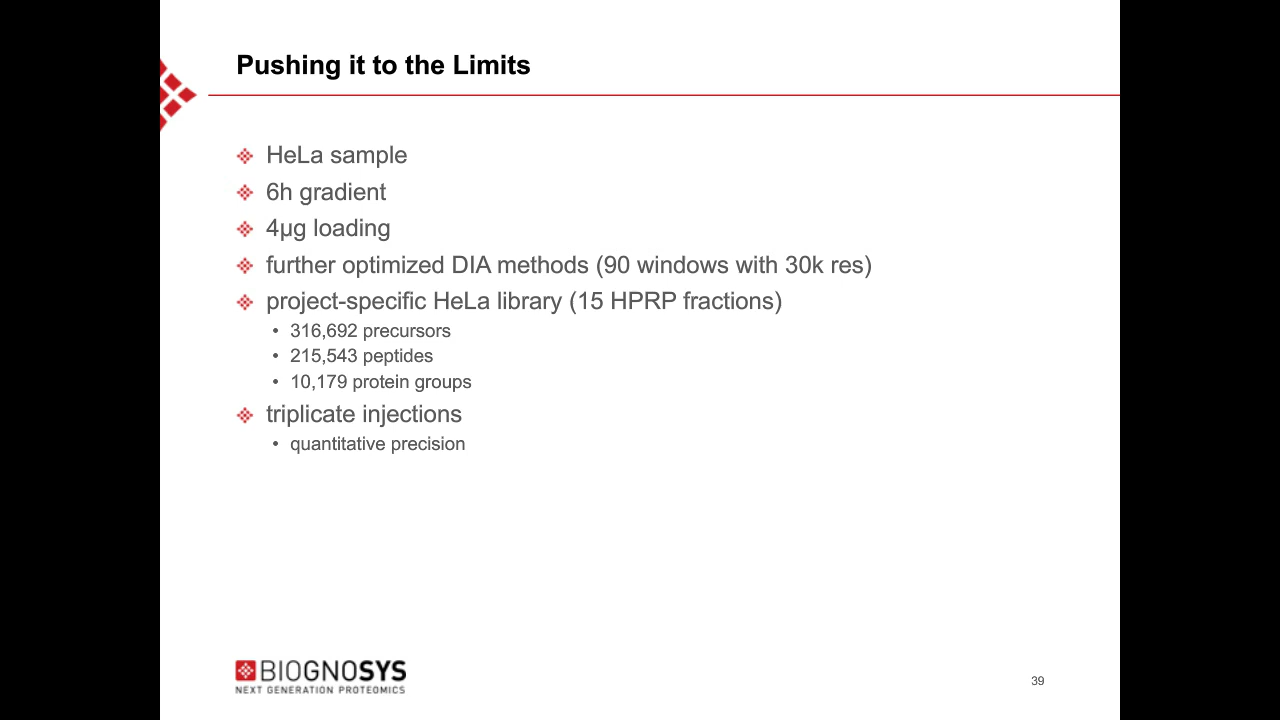 Pushing it to the Limits
HeLa sample
6h gradient
4µg loading
further optimized DIA methods (90 windows with 30k res)
project-specific HeLa library (15 HPRP fractions)
• 316,692 precursors
• 215,543 peptides
• 10,179 protein groups
triplicate injections
• quantitative precision
BIOGNOSYS
NEXT GENERATION PROTEOMICS
39